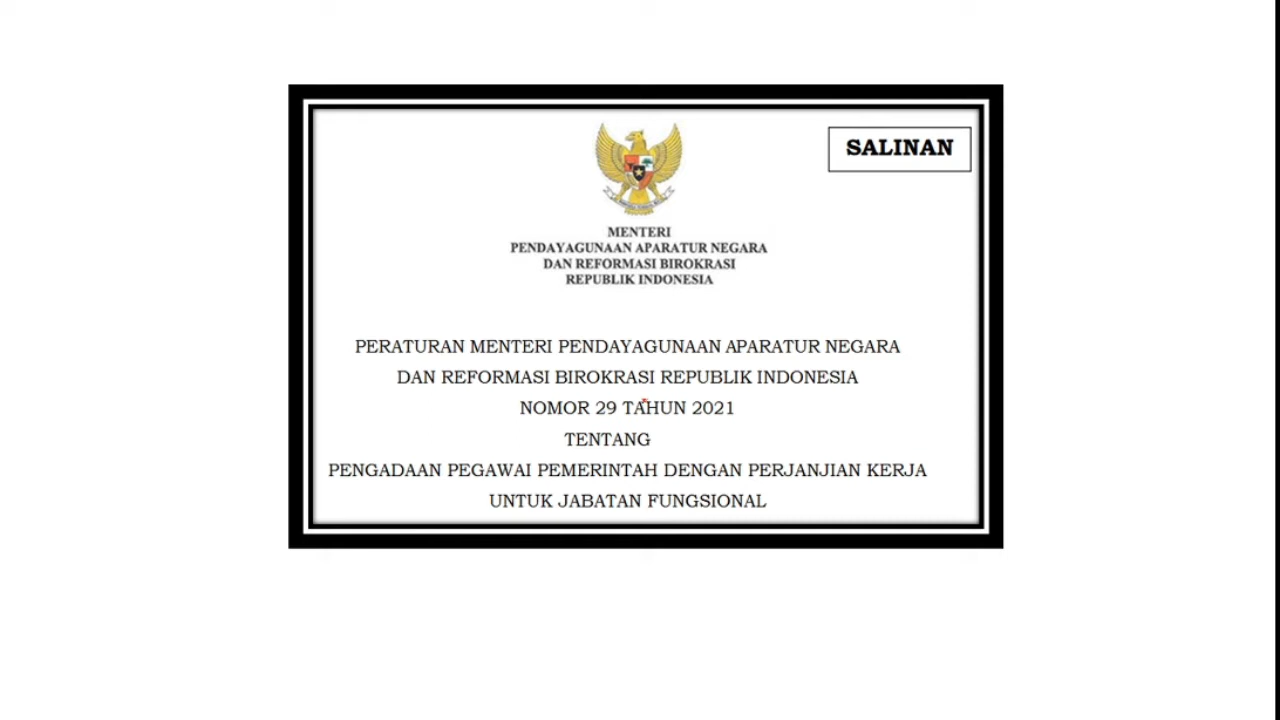 SALINAN
MENTERI
PENDAYAGUNAAN APARATUR NEGARA
DAN REFORMASI BIROKRASI
REPUBLIK INDONESIA
PERATURAN MENTERI PENDAYAGUNAAN APARATUR NEGARA
DAN REFORMASI BIROKRASI REPUBLIK INDONESIA
NOMOR 29 TAHUN 2021
TENTANG
PENGADAAN PEGAWAI PEMERINTAH DENGAN PERJANJIAN KERJA
UNTUK JABATAN FUNGSIONAL